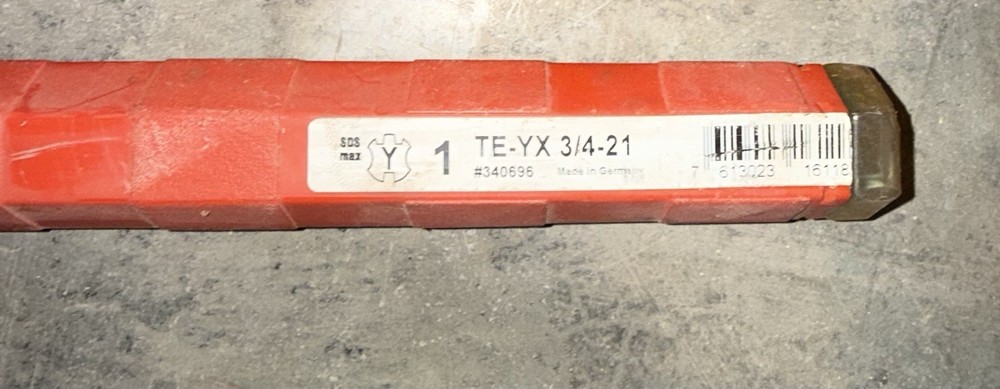 SDS
max
Y
1
TE-YX 3/4-21
#340696 Made in Germany
7 613023 16118